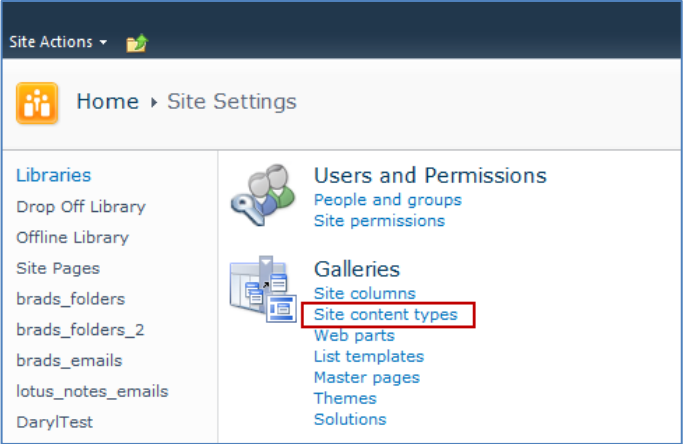 Site Actions
Home ▸ Site Settings
Libraries
Drop Off Library
Offline Library
Site Pages
brads_folders
brads_folders_2
brads_emails
lotus_notes_emails
DarylTest
Users and Permissions
People and groups
Site permissions
Galleries
Site columns
Site content types
Web parts
List templates
Master pages
Themes
Solutions